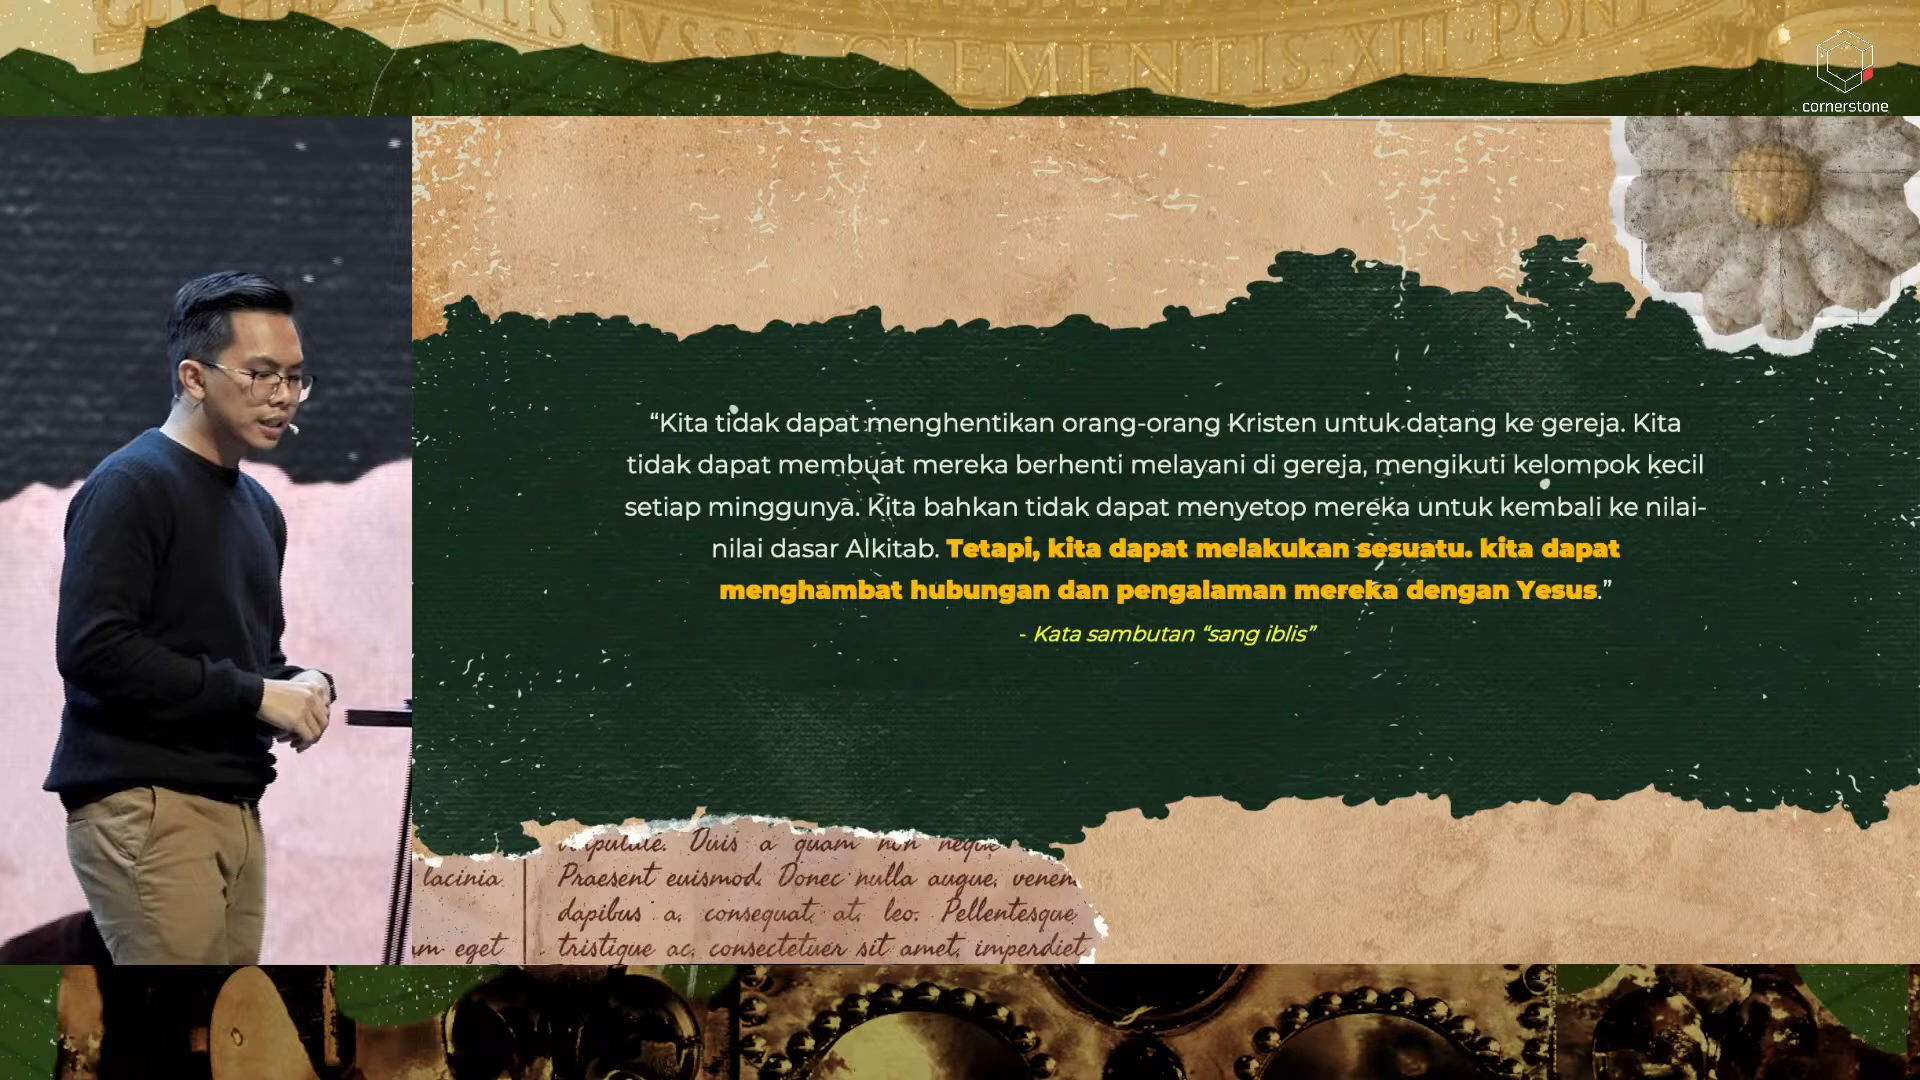 IVSSV CLEMENTIS XIII PONT
cornerstone
“Kita tidak dapat menghentikan orang-orang Kristen untuk datang ke gereja. Kita
tidak dapat membuat mereka berhenti melayani di gereja, mengikuti kelompok kecil
setiap minggunya. Kita bahkan tidak dapat menyetop mereka untuk kembali ke nilai-
nilai dasar Alkitab. Tetapi, kita dapat melakukan sesuatu. kita dapat
menghambat hubungan dan pengalaman mereka dengan Yesus.”
- Kata sambutan “sang iblis”
Duis a quam non neque
lacinia
Praesent euismod. Donec nulla augue, venen
dapibus a, consequat at, leo. Pellentesque
eget
tristique ac, consectetuer sit amet, imperdiet